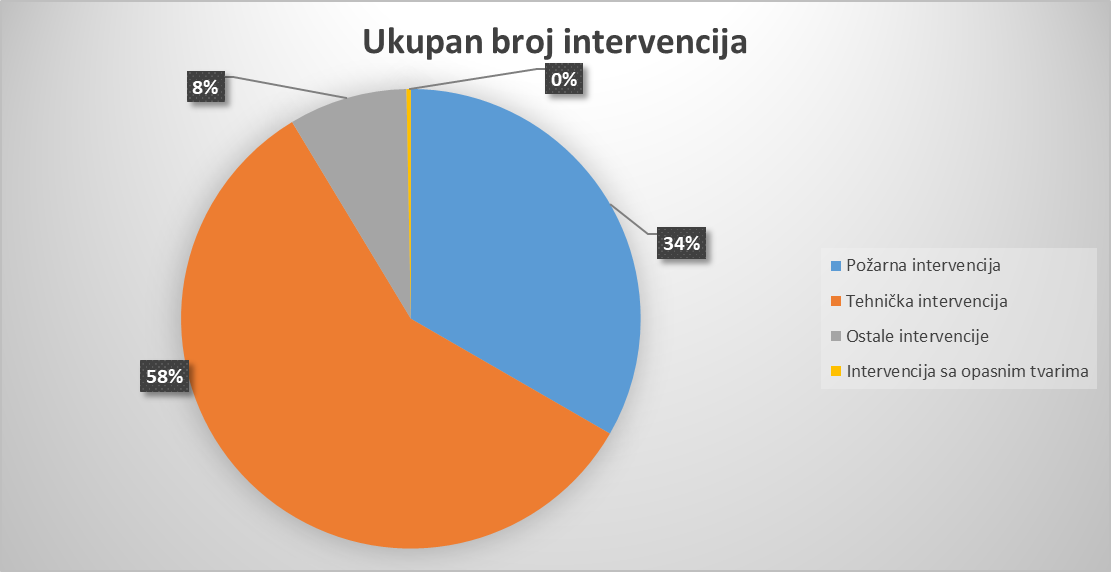 Ukupan broj intervencija
8%
0%
34%
58%
Požarna intervencija
Tehnička intervencija
Ostale intervencije
Intervencija sa opasnim tvarima